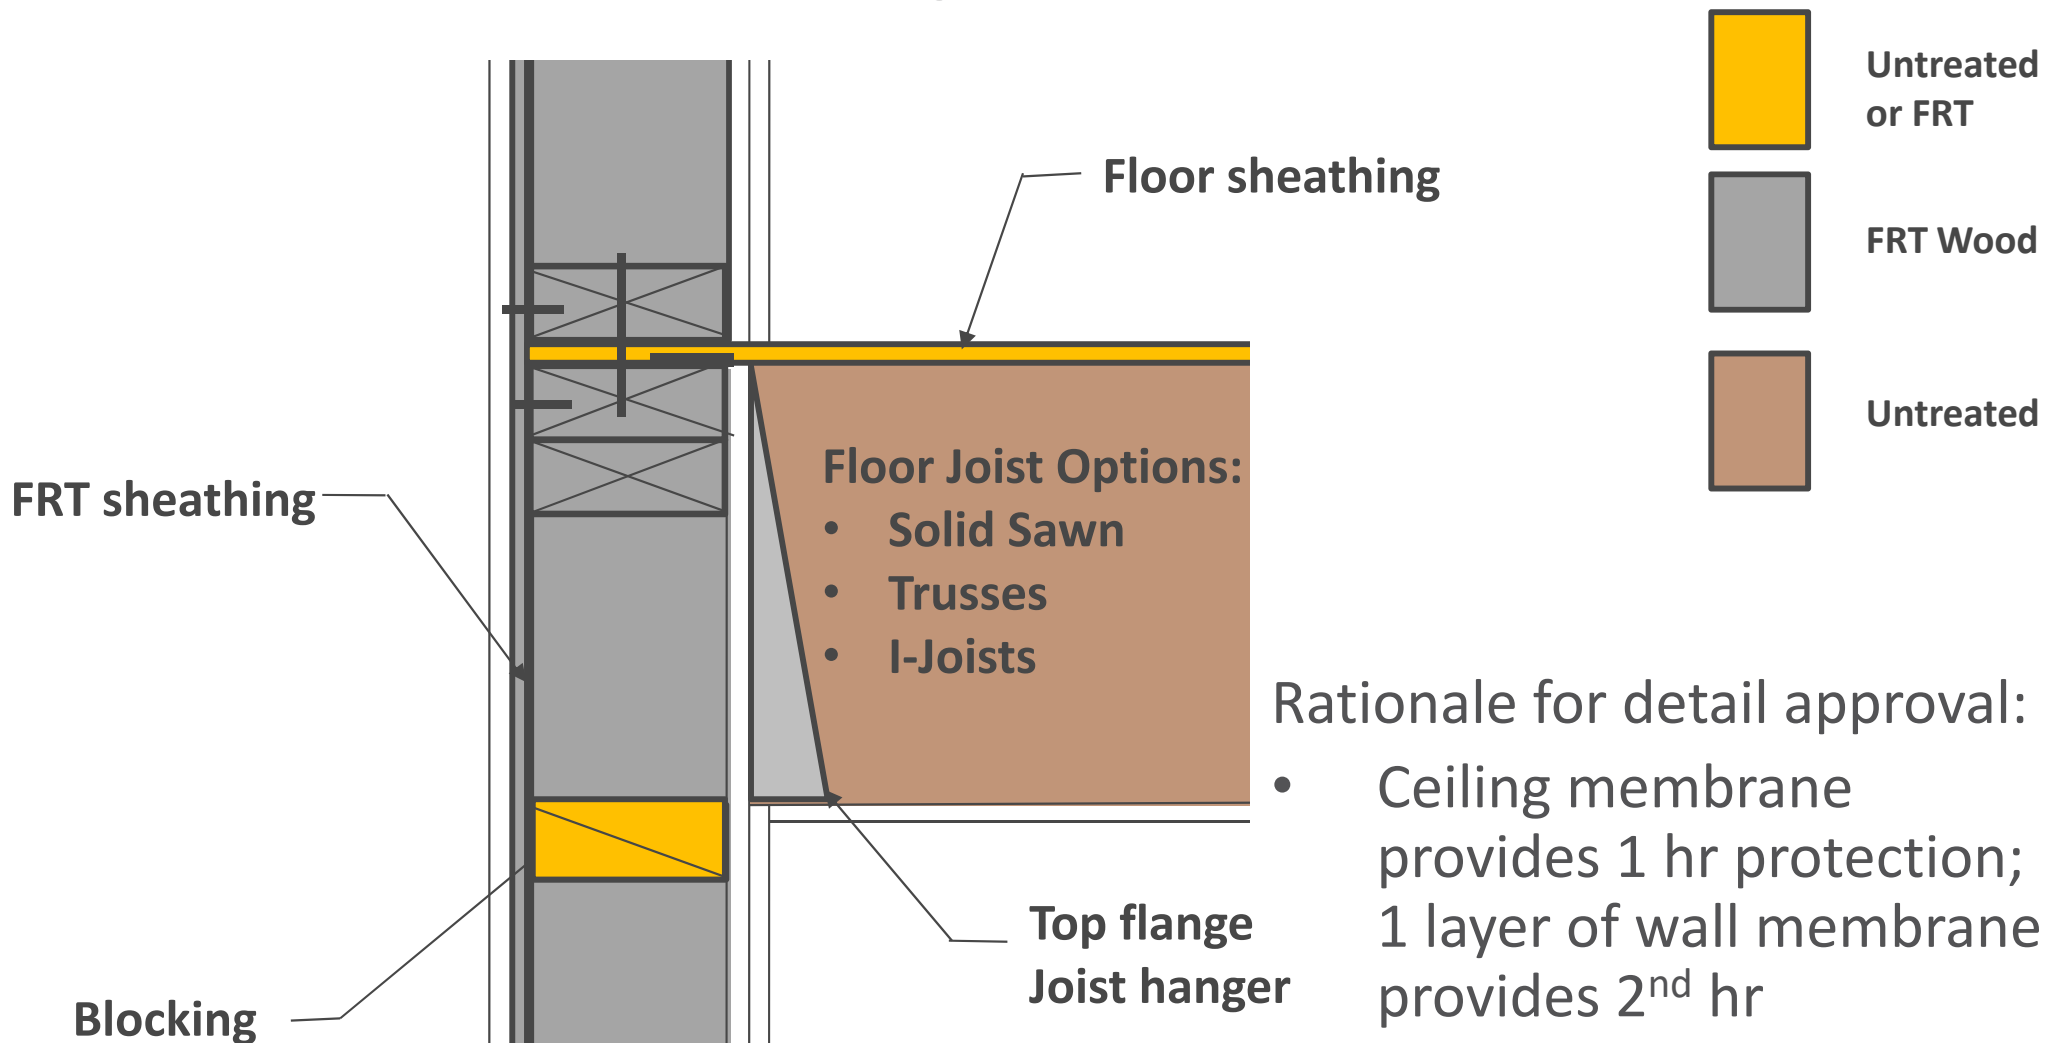 Untreated
or FRT
Floor sheathing
FRT Wood
Untreated
Floor Joist Options:
• Solid Sawn
• Trusses
• I-Joists
FRT sheathing
Rationale for detail approval:
• Ceiling membrane
provides 1 hr protection;
1 layer of wall membrane
provides 2nd hr
Top flange
Joist hanger
Blocking